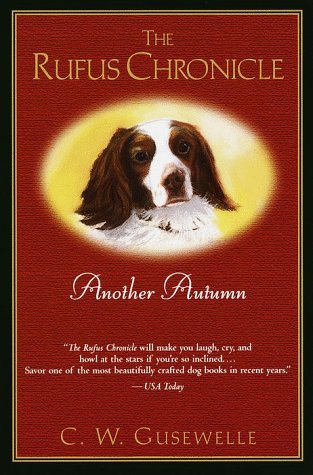 THE
RUFUS CHRONICLE
Another Autumn
"The Rufus Chronicle will make you laugh, cry, and
howl at the stars if you're so inclined....
Savor one of the most beautifully crafted dog books in recent years."
—USA Today
C. W. GUSEWELLE